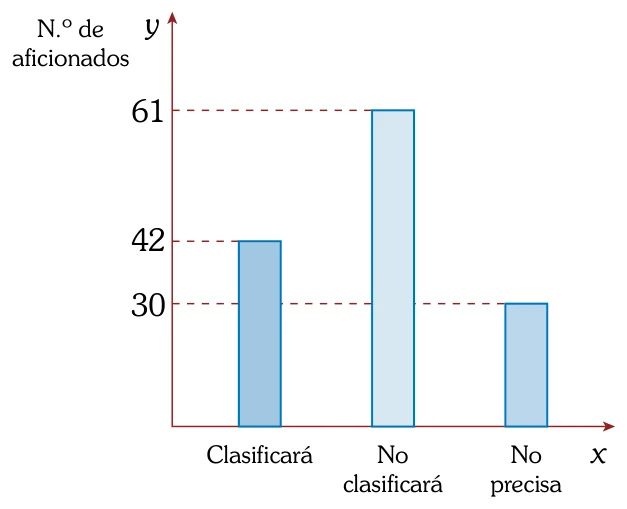 N.º de
aficionados
y
61
42
30
Clasificará
No
clasificará
No
precisa
x